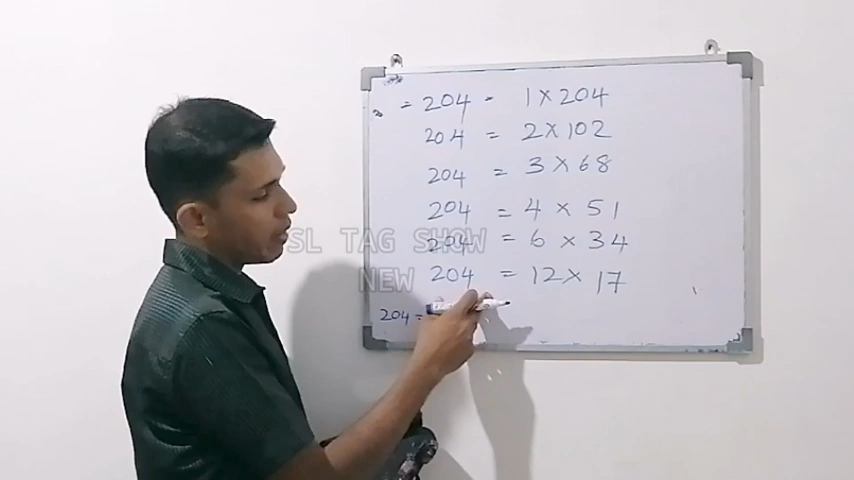 = 204 = 1 × 204
204 = 2 × 102
204 = 3 × 68
204 = 4 × 51
204 = 6 × 34
204 = 12 × 17
204 =
SL TAG SHOW
NEW